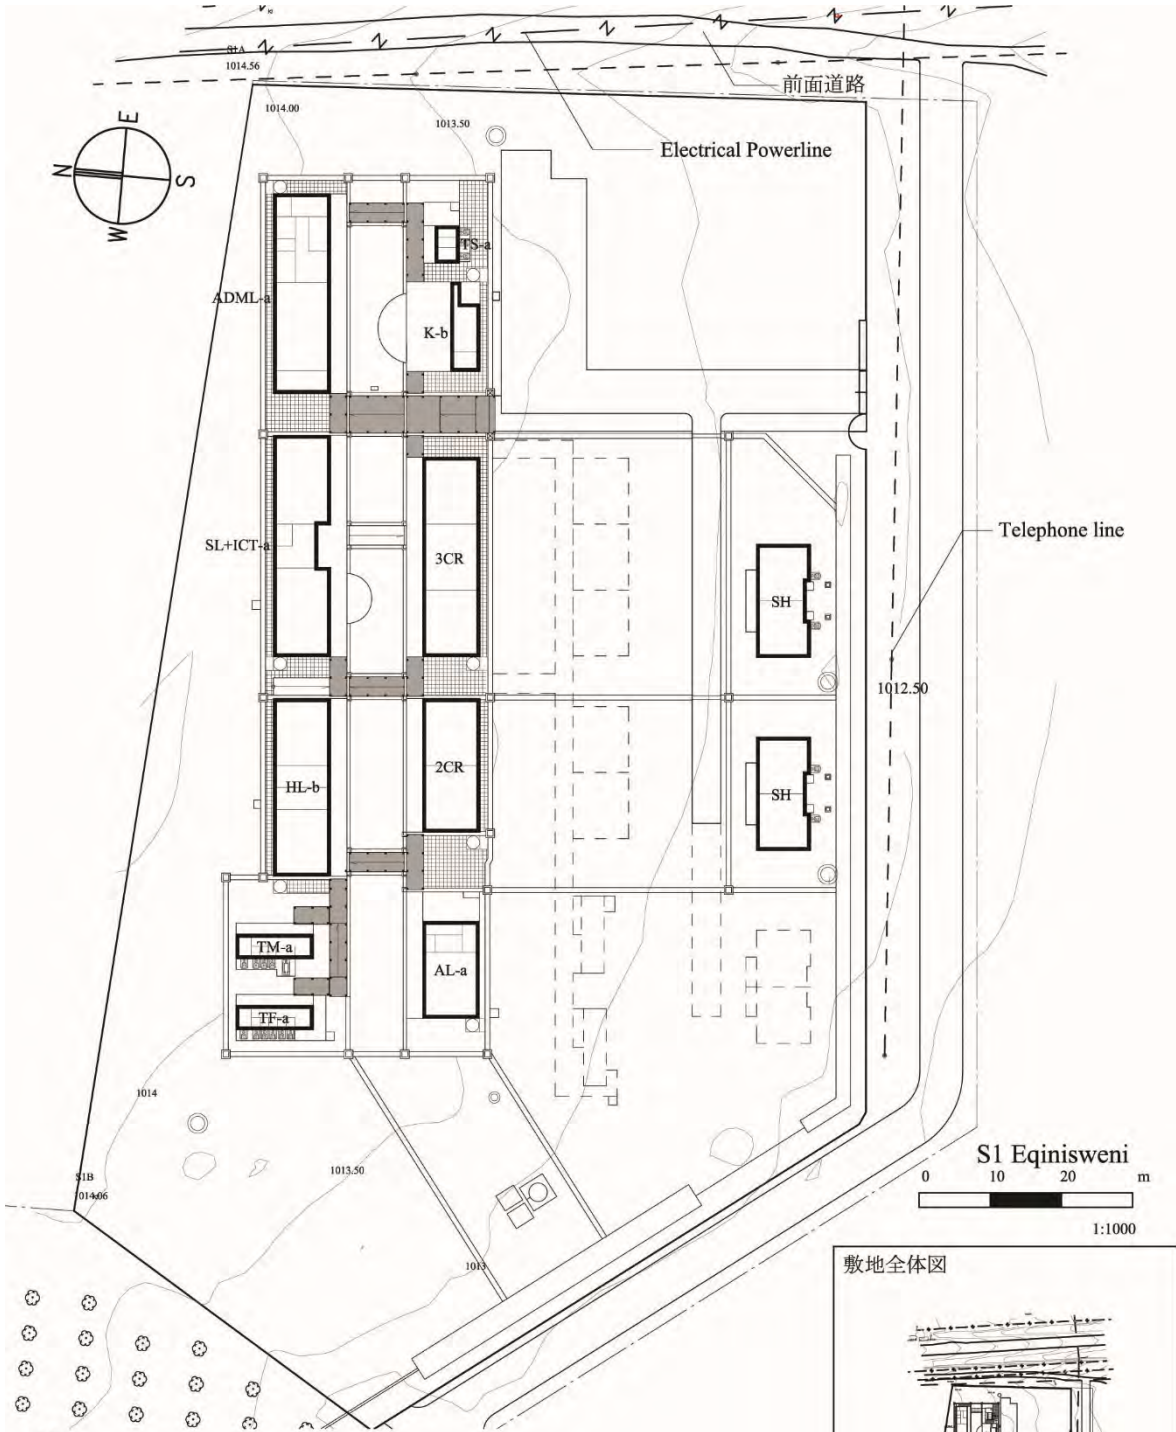 S1A
1014.56
前面道路
1014.00
1013.50
Electrical Powerline
E
N
S
W
TS-a
ADML-a
K-b
Telephone line
SL+ICT-a
3CR
SH
1012.50
2CR
HL-b
SH
TM-a
AL-a
TF-a
1014
S1 Eqinisweni
1013.50
S1B
1014.06
0 10 20 m
1:1000
1013
敷地全体図